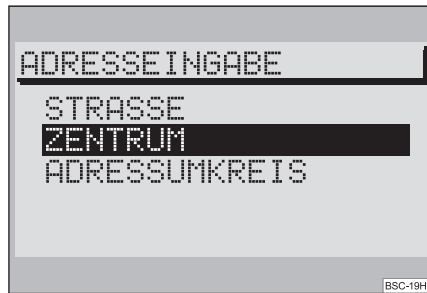 ADRESSEINGABE
STRASSE
ZENTRUM
ADRESSUMKREIS
BSC-19H